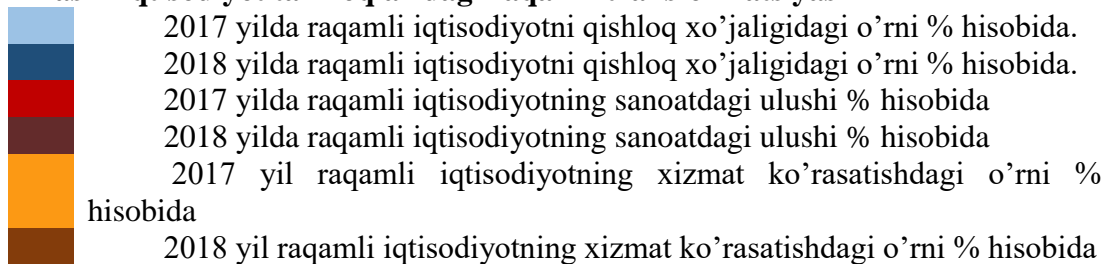 2017 yilda raqamli iqtisodiyotni qishloq xo’jaligidagi o’rni % hisobida.
2018 yilda raqamli iqtisodiyotni qishloq xo’jaligidagi o’rni % hisobida.
2017 yilda raqamli iqtisodiyotning sanoatdagi ulushi % hisobida
2018 yilda raqamli iqtisodiyotning sanoatdagi ulushi % hisobida
2017 yil raqamli iqtisodiyotning xizmat ko’rasatishdagi o’rni %
hisobida
2018 yil raqamli iqtisodiyotning xizmat ko’rasatishdagi o’rni % hisobida